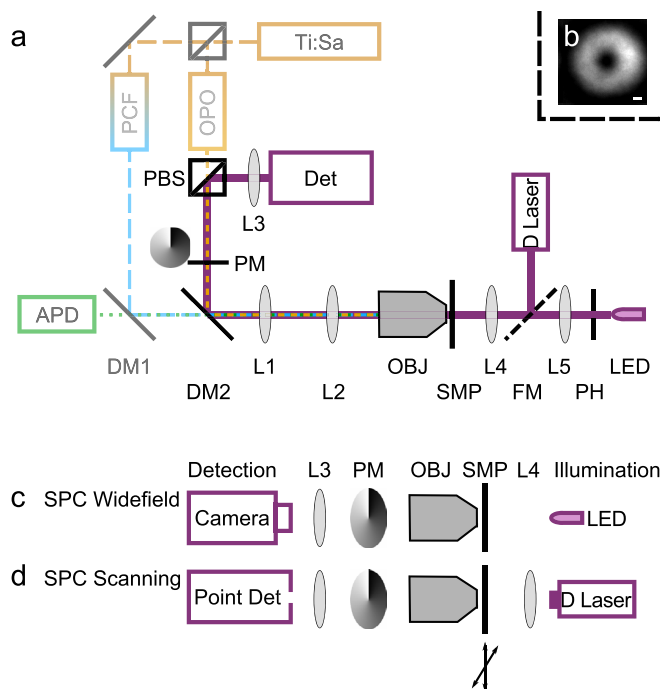 a
Ti:Sa
b
PCF
OPO
PBS
Det
L3
D Laser
PM
APD
DM1
DM2
L1
L2
OBJ
SMP
L4
FM
L5
PH
LED
Detection L3 PM OBJ SMP L4 Illumination
c SPC Widefield Camera LED
d SPC Scanning Point Det D Laser